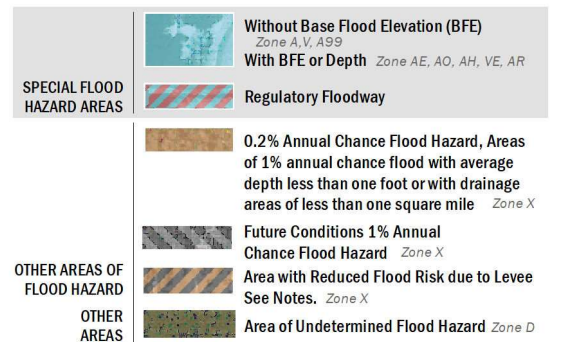 Without Base Flood Elevation (BFE)
Zone A,V, A99
With BFE or Depth Zone AE, AO, AH, VE, AR
SPECIAL FLOOD
HAZARD AREAS
Regulatory Floodway
0.2% Annual Chance Flood Hazard, Areas
of 1% annual chance flood with average
depth less than one foot or with drainage
areas of less than one square mile Zone X
Future Conditions 1% Annual
Chance Flood Hazard Zone X
OTHER AREAS OF
FLOOD HAZARD
Area with Reduced Flood Risk due to Levee
See Notes. Zone X
OTHER
AREAS
Area of Undetermined Flood Hazard Zone D